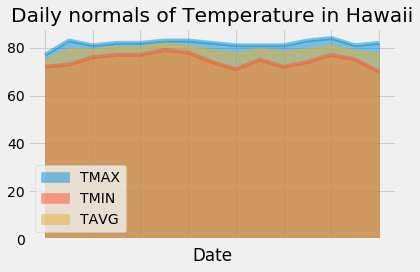 Daily normals of Temperature in Hawaii
80
60
40
20
0
TMAX
TMIN
TAVG
Date